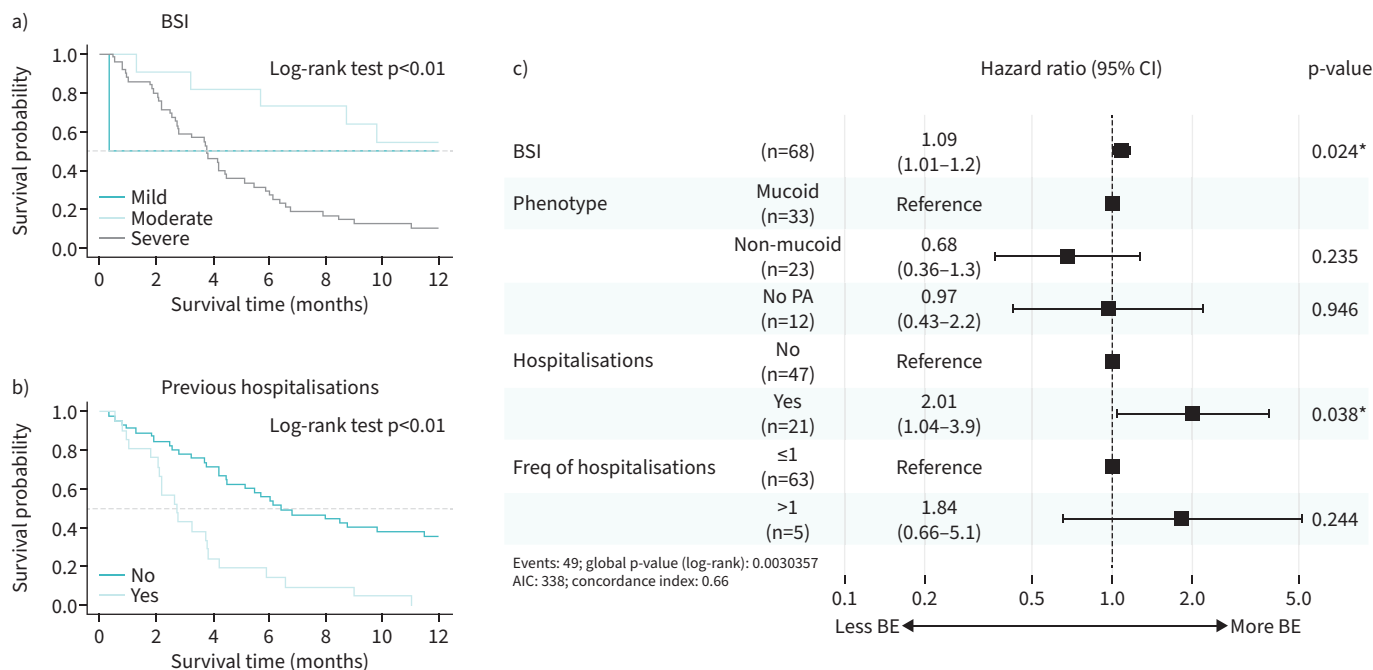 a)
BSI
Log-rank test p<0.01
Survival probability
1.0
0.8
0.6
0.4
0.2
0.0
Mild
Moderate
Severe
0 2 4 6 8 10 12
Survival time (months)
b)
Previous hospitalisations
Log-rank test p<0.01
Survival probability
1.0
0.8
0.6
0.4
0.2
0.0
No
Yes
0 2 4 6 8 10 12
Survival time (months)
c) Hazard ratio (95% CI) p-value
BSI (n=68) 1.09 (1.01–1.2) 0.024*
Phenotype Mucoid (n=33) Reference
Non-mucoid (n=23) 0.68 (0.36–1.3) 0.235
No PA (n=12) 0.97 (0.43–2.2) 0.946
Hospitalisations No (n=47) Reference
Yes (n=21) 2.01 (1.04–3.9) 0.038*
Freq of hospitalisations ≤1 (n=63) Reference
>1 (n=5) 1.84 (0.66–5.1) 0.244
Events: 49; global p-value (log-rank): 0.0030357
AIC: 338; concordance index: 0.66
0.1 0.2 0.5 1.0 2.0 5.0
Less BE More BE